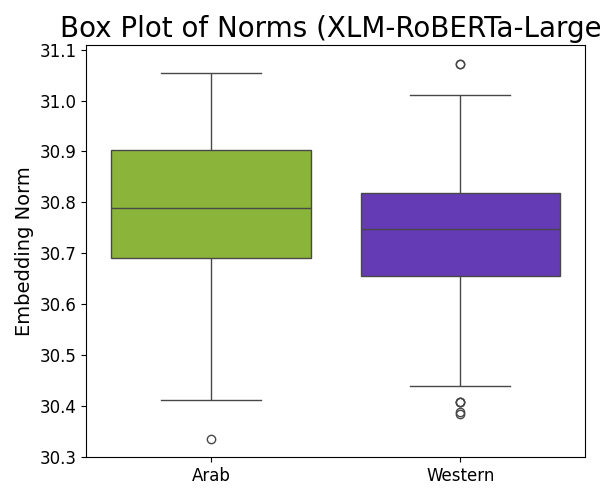 Box Plot of Norms (XLM-RoBERTa-Large
31.1
31.0
30.9
30.8
30.7
30.6
30.5
30.4
30.3
Embedding Norm
Arab
Western